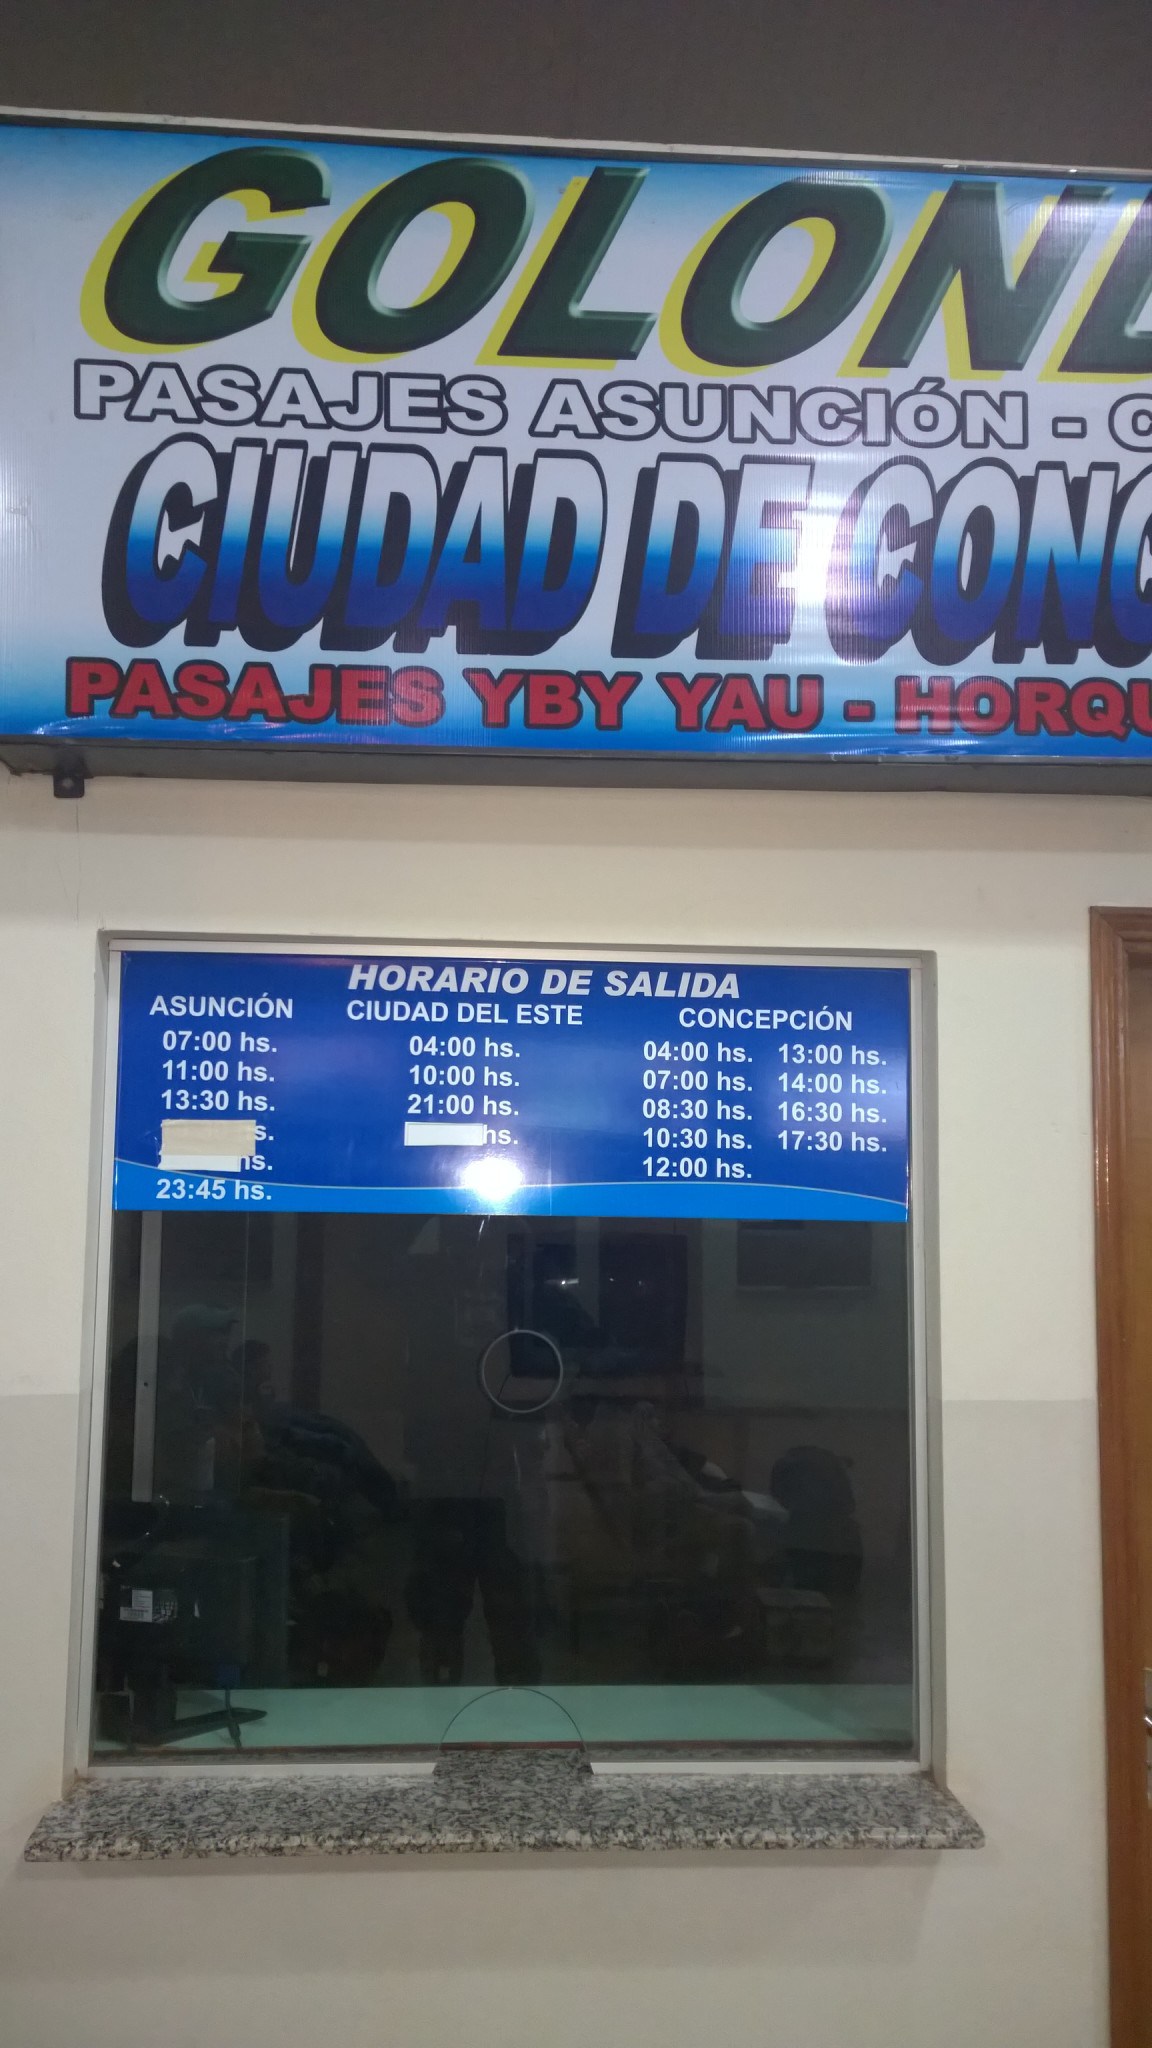 GOLOND
PASAJES ASUNCIÓN - C
CIUDAD DE CONC
PASAJES YBY YAU - HORQU
HORARIO DE SALIDA
ASUNCIÓN
07:00 hs.
11:00 hs.
13:30 hs.
s.
hs.
23:45 hs.
CIUDAD DEL ESTE
04:00 hs.
10:00 hs.
21:00 hs.
hs.
CONCEPCIÓN
04:00 hs. 13:00 hs.
07:00 hs. 14:00 hs.
08:30 hs. 16:30 hs.
10:30 hs. 17:30 hs.
12:00 hs.